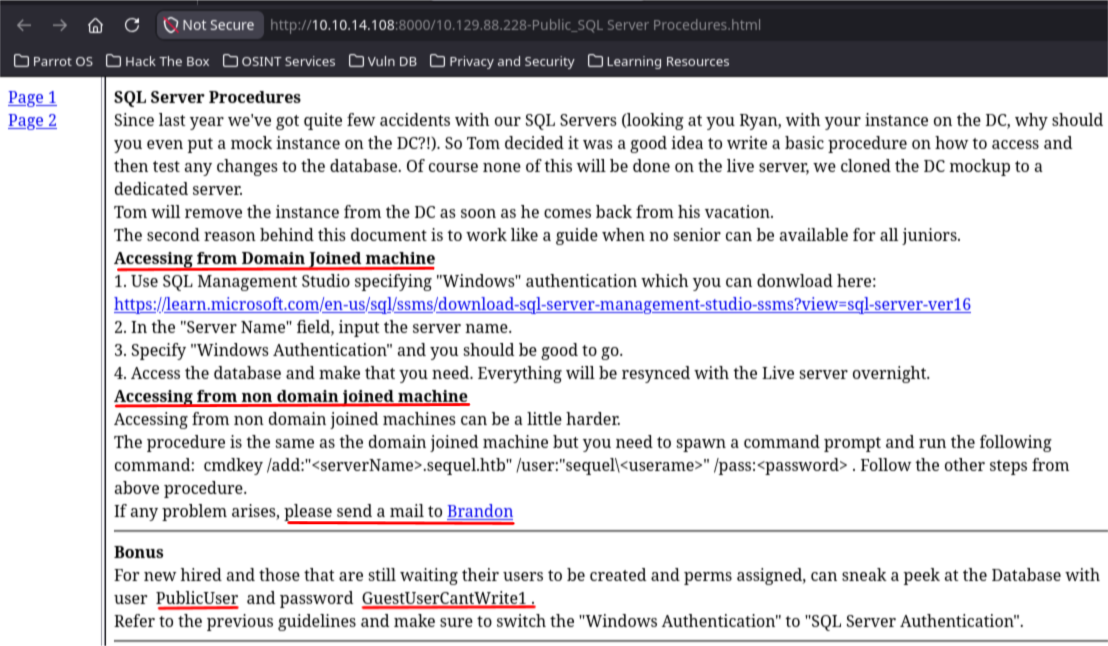 Not Secure http://10.10.14.108:8000/10.129.88.228-Public_SQL Server Procedures.html
Parrot OS Hack The Box OSINT Services Vuln DB Privacy and Security Learning Resources
Page 1
Page 2
SQL Server Procedures
Since last year we've got quite few accidents with our SQL Servers (looking at you Ryan, with your instance on the DC, why should
you even put a mock instance on the DC?!). So Tom decided it was a good idea to write a basic procedure on how to access and
then test any changes to the database. Of course none of this will be done on the live server, we cloned the DC mockup to a
dedicated server.
Tom will remove the instance from the DC as soon as he comes back from his vacation.
The second reason behind this document is to work like a guide when no senior can be available for all juniors.
Accessing from Domain Joined machine
1. Use SQL Management Studio specifying "Windows" authentication which you can donwload here:
https://learn.microsoft.com/en-us/sql/ssms/download-sql-server-management-studio-ssms?view=sql-server-ver16
2. In the "Server Name" field, input the server name.
3. Specify "Windows Authentication" and you should be good to go.
4. Access the database and make that you need. Everything will be resynced with the Live server overnight.
Accessing from non domain joined machine
Accessing from non domain joined machines can be a little harder.
The procedure is the same as the domain joined machine but you need to spawn a command prompt and run the following
command: cmdkey /add:"<serverName>.sequel.htb" /user:"sequel\<userame>" /pass:<password> . Follow the other steps from
above procedure.
If any problem arises, please send a mail to Brandon
Bonus
For new hired and those that are still waiting their users to be created and perms assigned, can sneak a peek at the Database with
user PublicUser and password GuestUserCantWrite1 .
Refer to the previous guidelines and make sure to switch the "Windows Authentication" to "SQL Server Authentication".